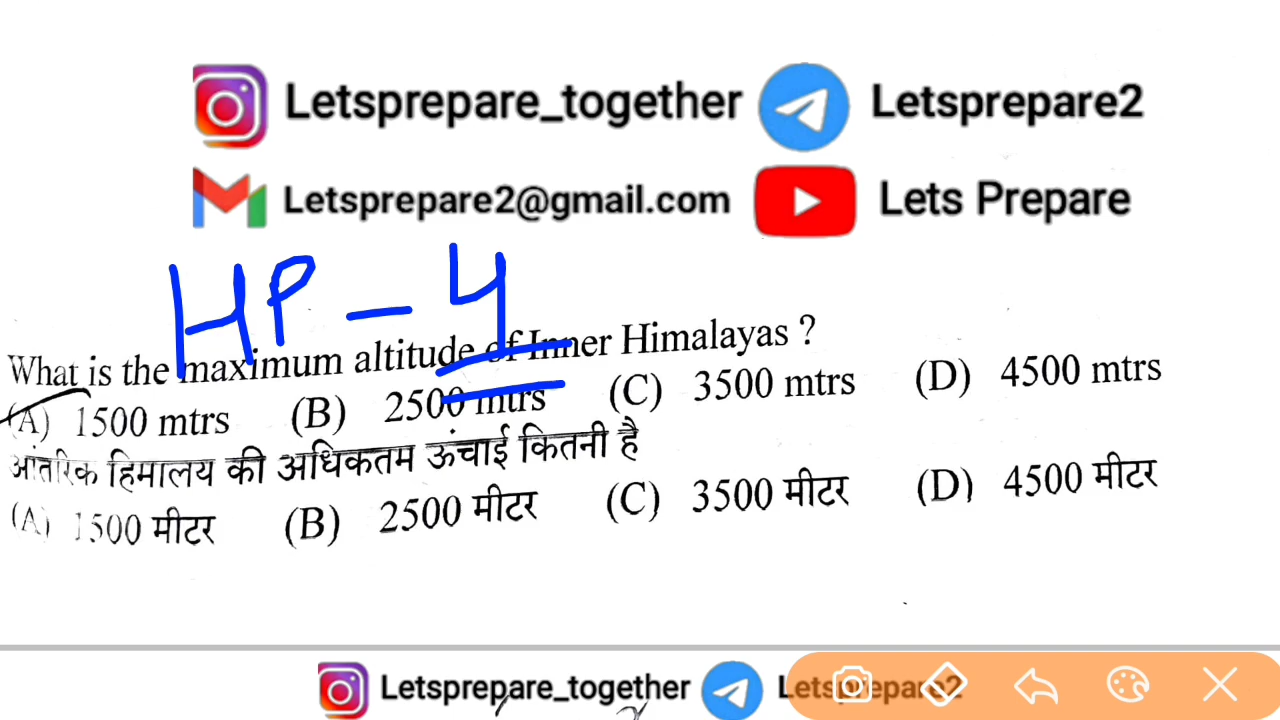 Letsprepare_together Letsprepare2
Letsprepare2@gmail.com Lets Prepare
HP - 4
What is the maximum altitude of Inner Himalayas ?
(A) 1500 mtrs (B) 2500 mtrs (C) 3500 mtrs (D) 4500 mtrs
आंतरिक हिमालय की अधिकतम ऊंचाई कितनी है
(A) 1500 मीटर (B) 2500 मीटर (C) 3500 मीटर (D) 4500 मीटर
Letsprepare_together Letsprepare2